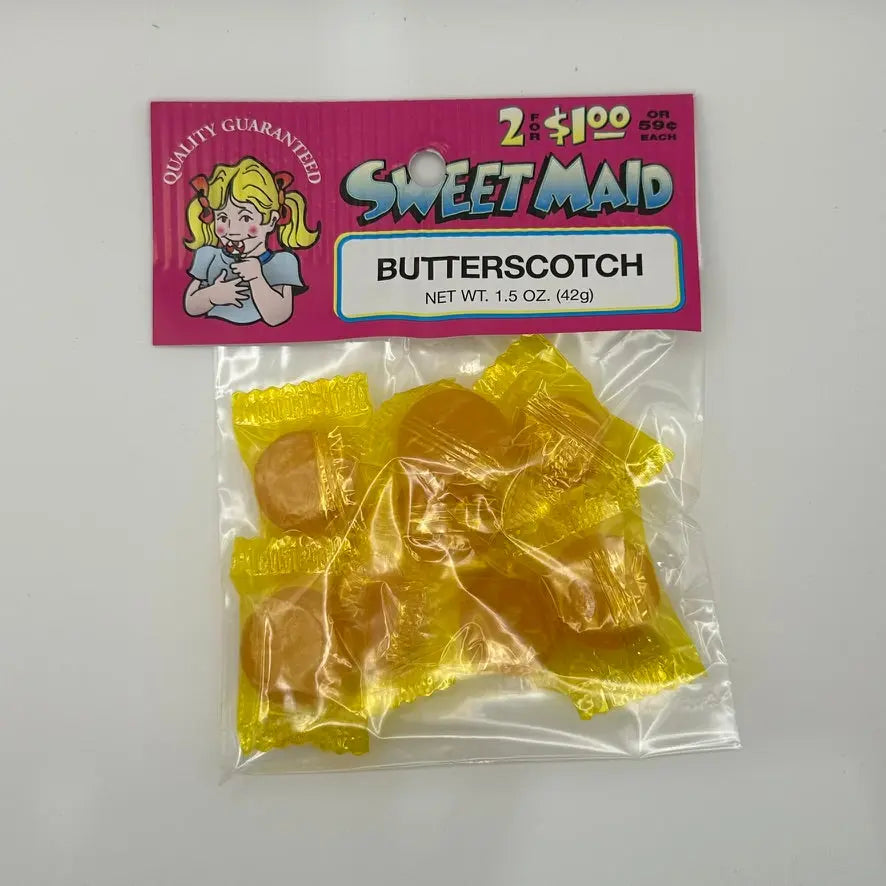 QUALITY GUARANTEED
2 FOR $1.00 OR 59¢ EACH
SWEET MAID
BUTTERSCOTCH
NET WT. 1.5 OZ. (42g)